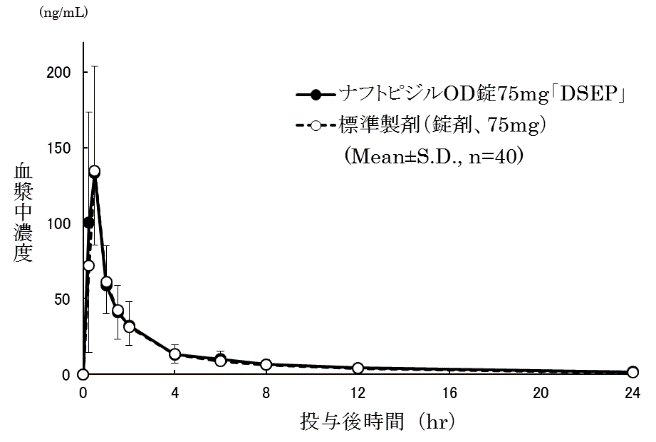 (ng/mL)
200
150
100
50
0
血漿中濃度
ナフトピジルOD錠75mg「DSEP」
標準製剤（錠剤、75mg）
(Mean±S.D., n=40)
0 4 8 12 16 20 24
投与後時間 (hr)